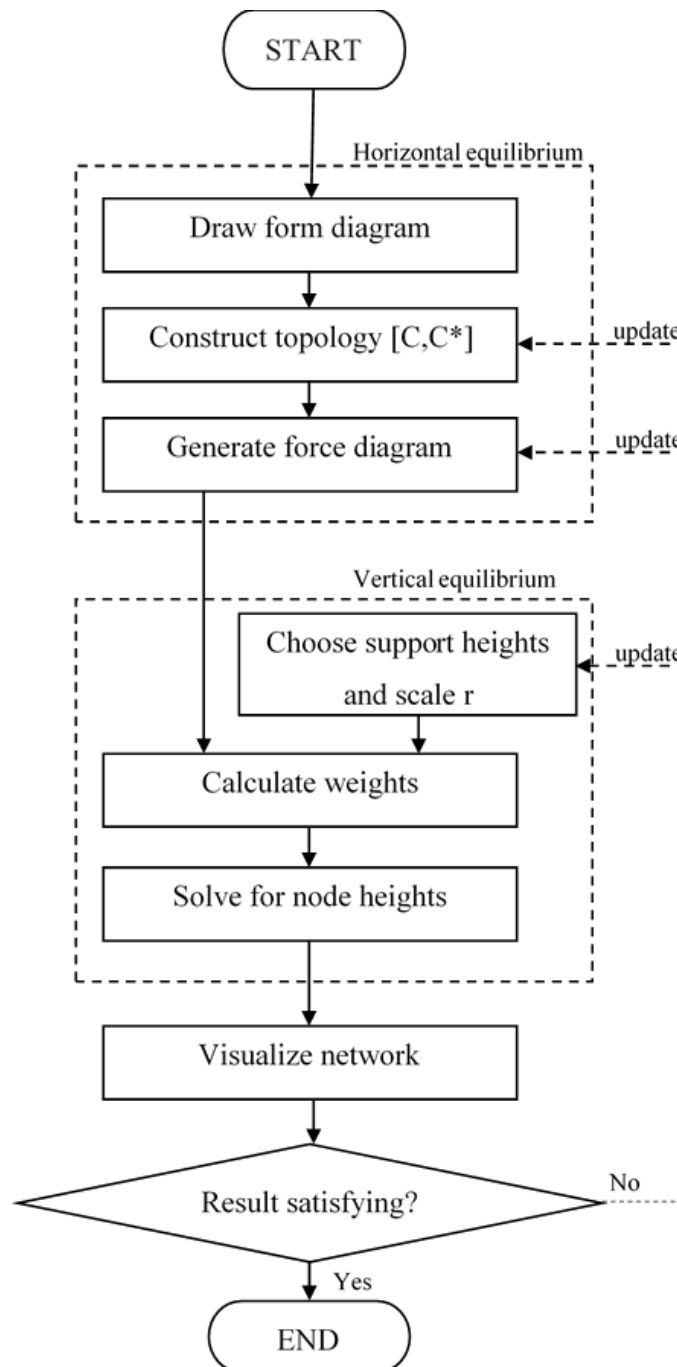 START
Horizontal equilibrium
Draw form diagram
Construct topology [C,C*]
update
Generate force diagram
update
Vertical equilibrium
Choose support heights
and scale r
update
Calculate weights
Solve for node heights
Visualize network
Result satisfying?
No
Yes
END